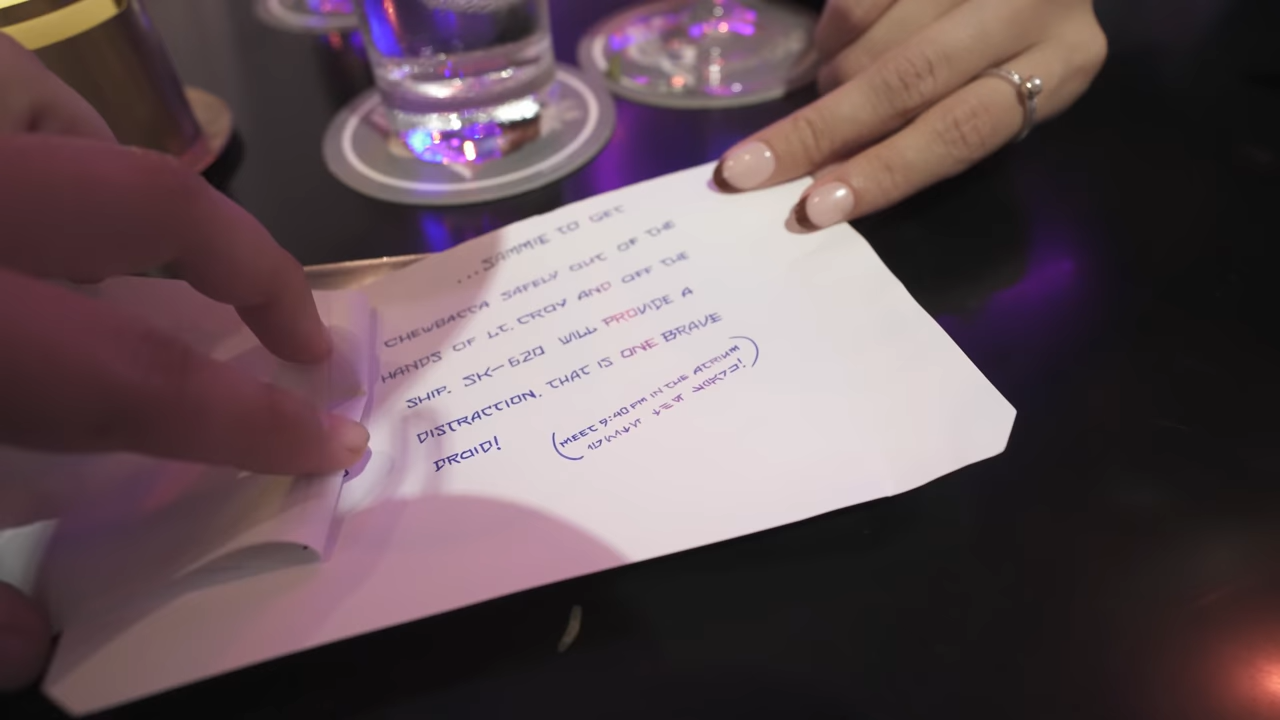 ...SAMMIE TO GET
CHEWBACCA SAFELY OUT OF THE
HANDS OF LT. CROY AND OFF THE
SHIP. SK-620 WILL PROVIDE A
DISTRACTION. THAT IS ONE BRAVE
DROID!
(MEET 9:40 PM IN THE ATRIUM